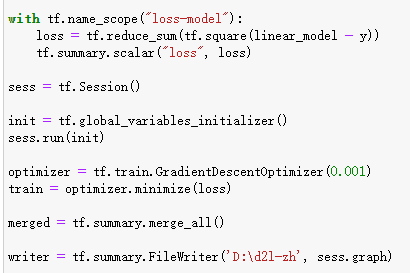 with tf.name_scope("loss-model"):
    loss = tf.reduce_sum(tf.square(linear_model - y))
    tf.summary.scalar("loss", loss)
sess = tf.Session()
init = tf.global_variables_initializer()
sess.run(init)
optimizer = tf.train.GradientDescentOptimizer(0.001)
train = optimizer.minimize(loss)
merged = tf.summary.merge_all()
writer = tf.summary.FileWriter('D:\d2l-zh', sess.graph)